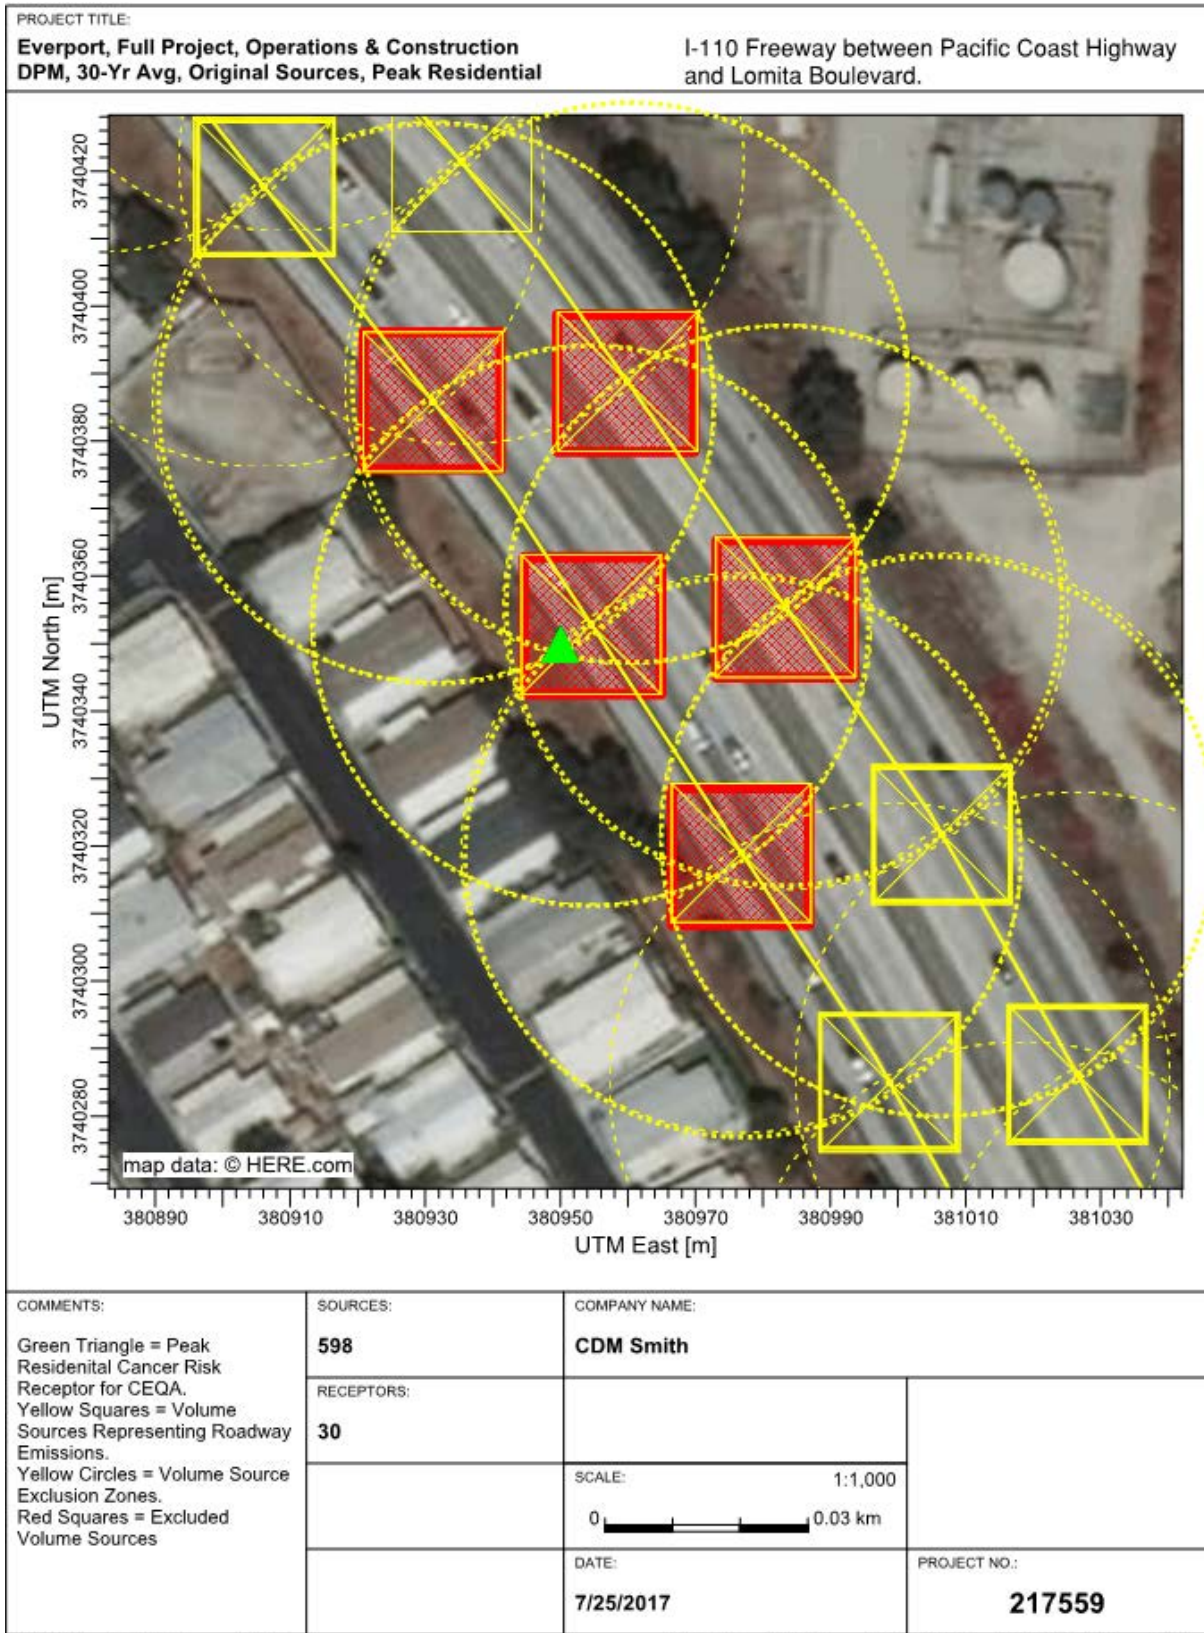 PROJECT TITLE:
Everport, Full Project, Operations & Construction
DPM, 30-Yr Avg, Original Sources, Peak Residential
I-110 Freeway between Pacific Coast Highway
and Lomita Boulevard.
UTM North [m]
3740420
3740400
3740380
3740360
3740340
3740320
3740300
3740280
map data: © HERE.com
380890 380910 380930 380950 380970 380990 381010 381030
UTM East [m]
COMMENTS:
Green Triangle = Peak
Residenital Cancer Risk
Receptor for CEQA.
Yellow Squares = Volume
Sources Representing Roadway
Emissions.
Yellow Circles = Volume Source
Exclusion Zones.
Red Squares = Excluded
Volume Sources
SOURCES:
598
COMPANY NAME:
CDM Smith
RECEPTORS:
30
SCALE: 1:1,000
0 0.03 km
DATE:
7/25/2017
PROJECT NO.:
217559